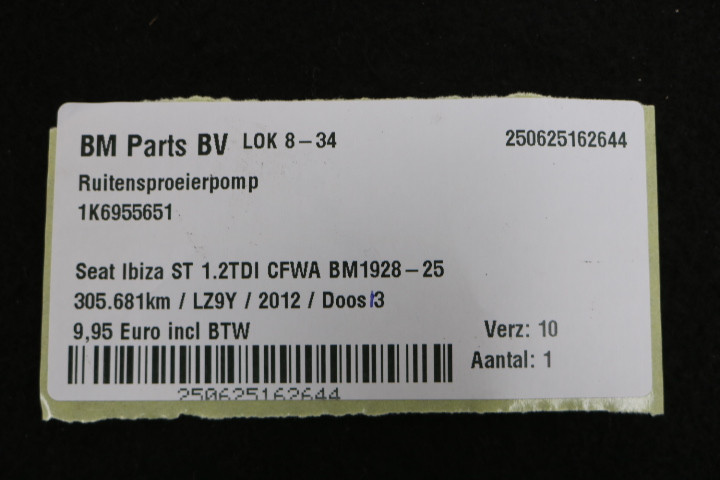 BM Parts BV LOK 8-34 250625162644
Ruitensproeierpomp
1K6955651
Seat Ibiza ST 1.2TDI CFWA BM1928-25
305.681km / LZ9Y / 2012 / Doos 13
9,95 Euro incl BTW Verz: 10
Aantal: 1
250625162644